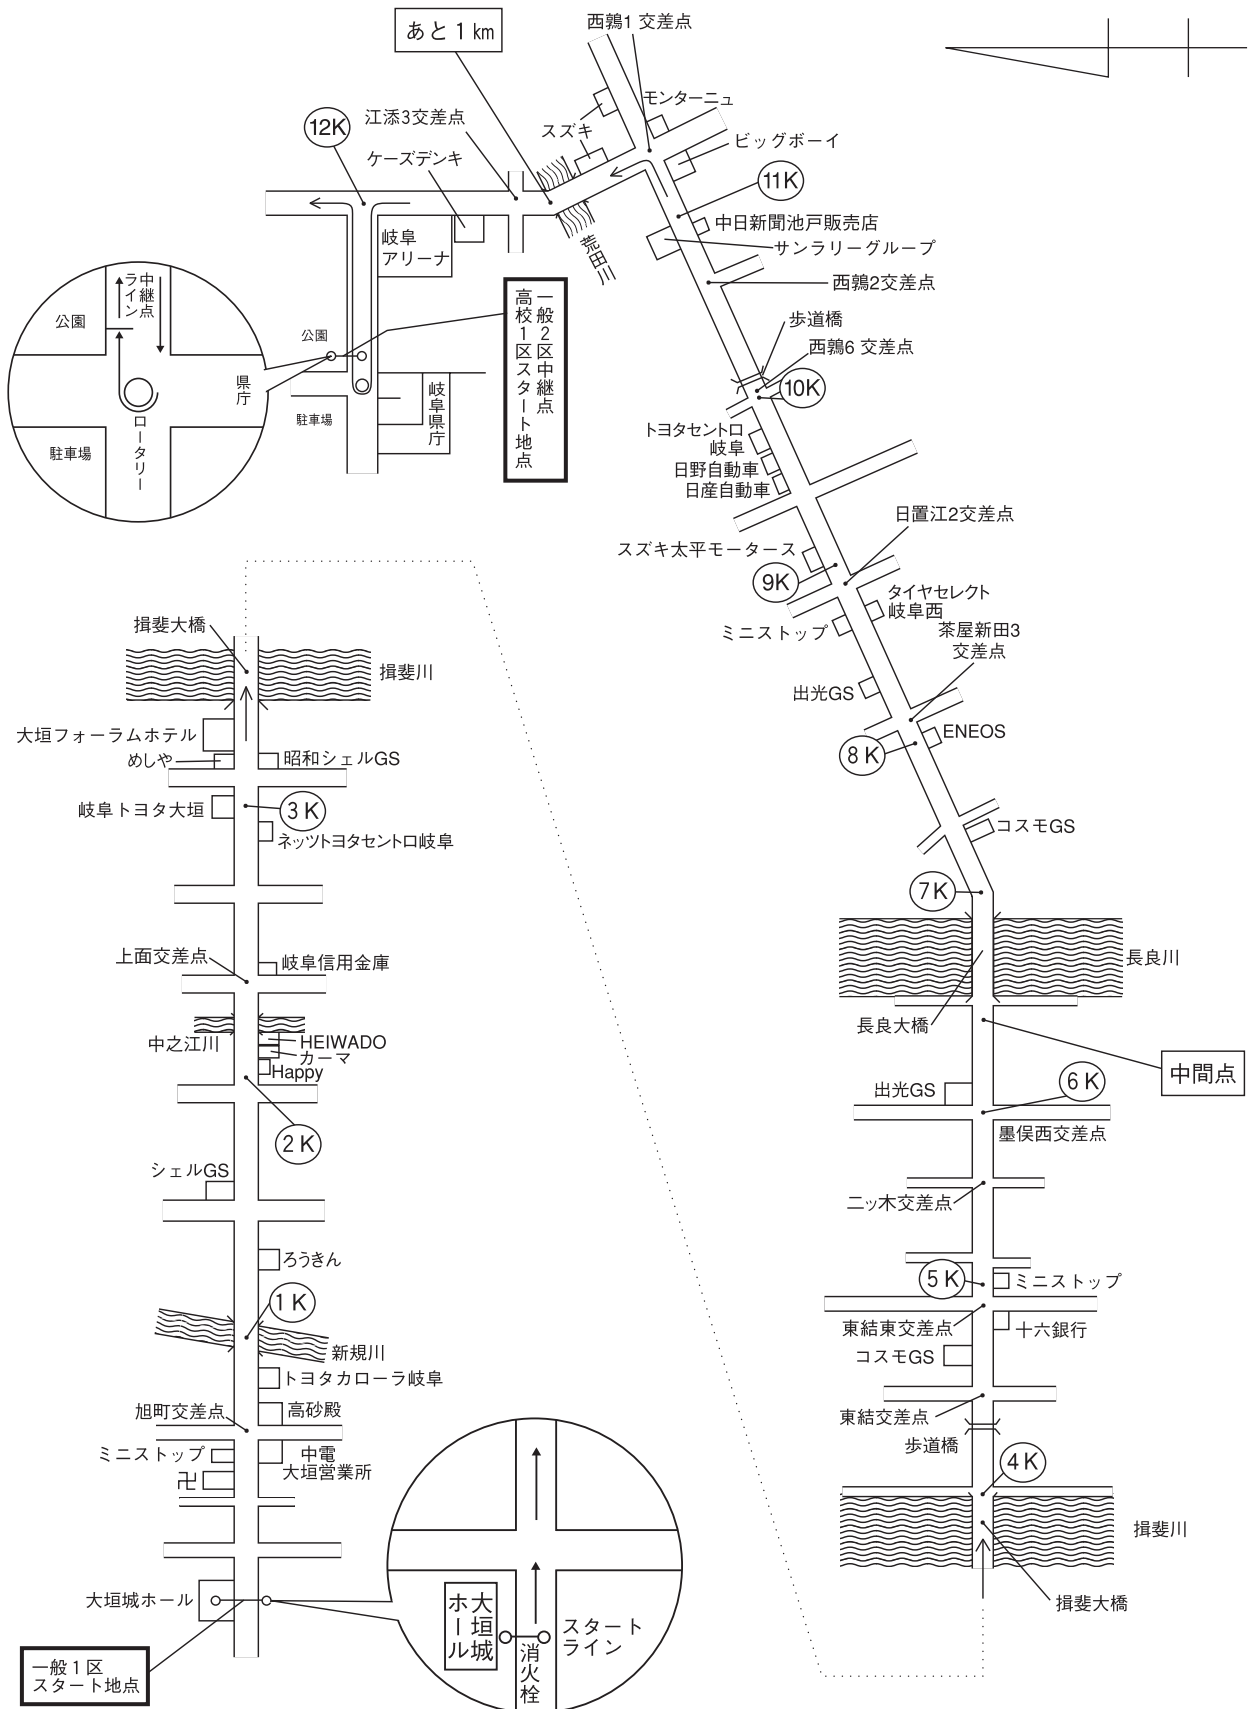 あと1km
西鶉1交差点
モンターニュ
12K
江添3交差点
スズキ
ビッグボーイ
ケーズデンキ
11K
中日新聞池戸販売店
サンラリーグループ
岐阜
アリーナ
荒田川
西鶉2交差点
一般2区中継点
高校1区スタート地点
歩道橋
西鶉6交差点
10K
中継点
ライン
公園
県庁
駐車場
ロータリー
公園
駐車場
岐阜県庁
トヨタセントロ
岐阜
日野自動車
日産自動車
日置江2交差点
スズキ太平モータース
9K
タイヤセレクト
岐阜西
ミニストップ
茶屋新田3
交差点
出光GS
ENEOS
8K
コスモGS
7K
長良川
長良大橋
中間点
6K
出光GS
墨俣西交差点
二ッ木交差点
5K
ミニストップ
東結東交差点
十六銀行
コスモGS
東結交差点
歩道橋
4K
揖斐川
揖斐大橋
揖斐大橋
揖斐川
大垣フォーラムホテル
めしや
昭和シェルGS
岐阜トヨタ大垣
3K
ネッツトヨタセントロ岐阜
上面交差点
岐阜信用金庫
中之江川
HEIWADO
カーマ
Happy
2K
シェルGS
ろうきん
1K
新規川
トヨタカローラ岐阜
旭町交差点
高砂殿
ミニストップ
中電
大垣営業所
卍
大垣城ホール
一般1区
スタート地点
大垣城
ホール
消火栓
スタート
ライン